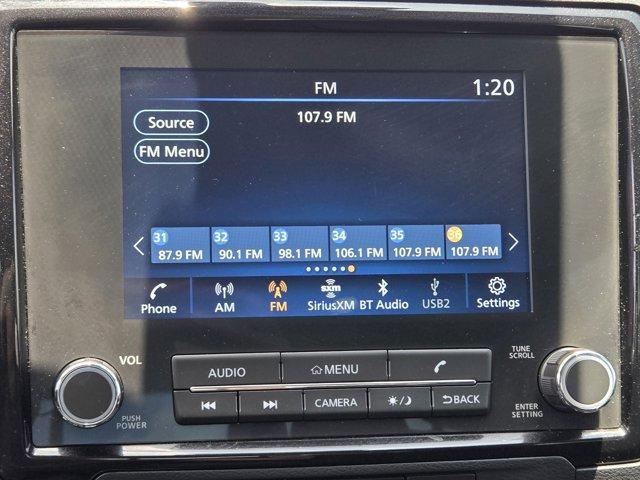 FM 1:20
Source 107.9 FM
FM Menu
31 32 33 34 35 36
87.9 FM 90.1 FM 98.1 FM 106.1 FM 107.9 FM 107.9 FM
Phone AM FM SiriusXM BT Audio USB2 Settings
sxm
VOL
PUSH
POWER
AUDIO MENU
CAMERA BACK
TUNE
SCROLL
ENTER
SETTING